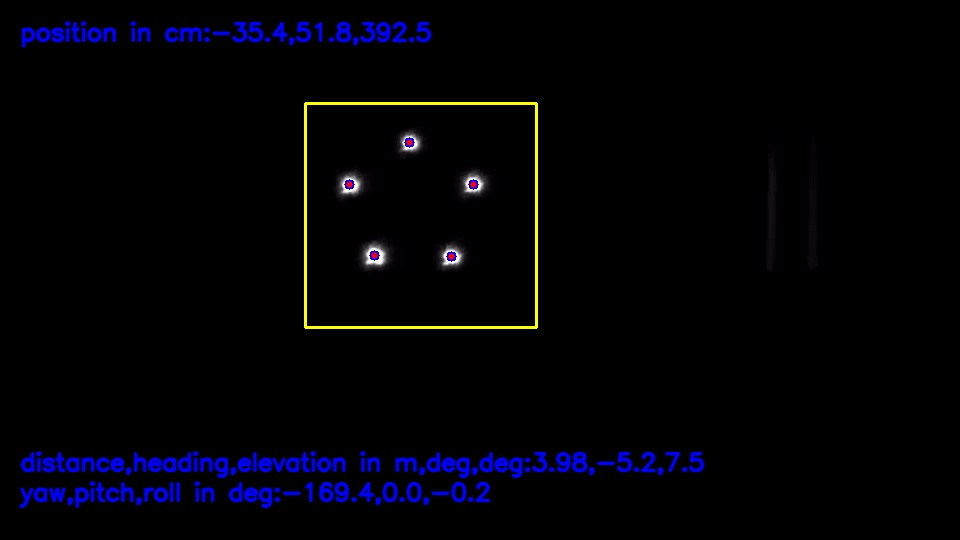 position in cm:-35.4,51.8,392.5
distance,heading,elevation in m,deg,deg:3.98,-5.2,7.5
yaw,pitch,roll in deg:-169.4,0.0,-0.2